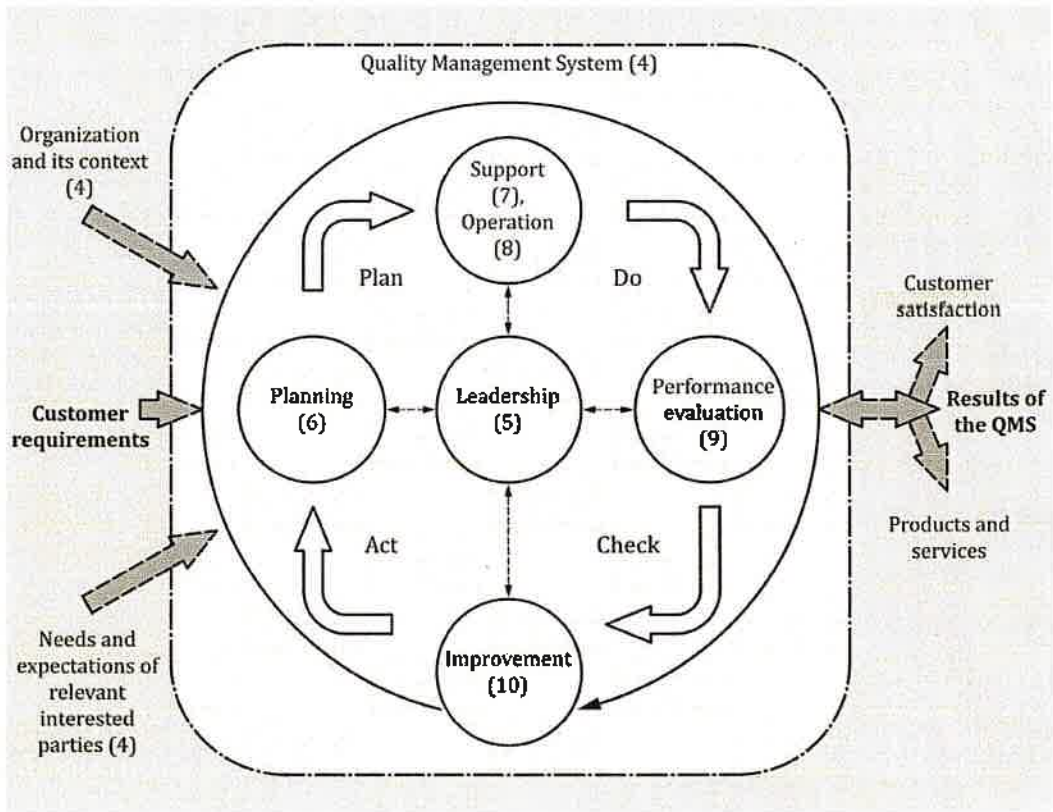 Quality Management System (4)
Organization
and its context
(4)
Support
(7),
Operation
(8)
Plan
Do
Customer
satisfaction
Planning
(6)
Leadership
(5)
Performance
evaluation
(9)
Customer
requirements
Results of
the QMS
Act
Check
Products and
services
Improvement
(10)
Needs and
expectations of
relevant
interested
parties (4)